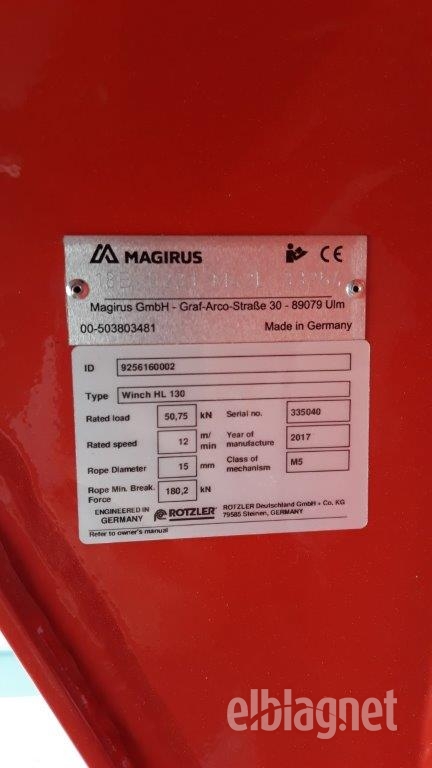 MAGIRUS CE
Magirus GmbH - Graf-Arco-Straße 30 - 89079 Ulm
00-503803481 Made in Germany
ID 9256160002
Type Winch HL 130
Rated load 50,75 kN Serial no. 335040
Rated speed 12 m/min Year of manufacture 2017
Rope Diameter 15 mm Class of mechanism M5
Rope Min. Break. Force 180,2 kN
ENGINEERED IN GERMANY ROTZLER ROTZLER Deutschland GmbH + Co. KG
79585 Steinen, GERMANY
Refer to owner's manual
elblagnet